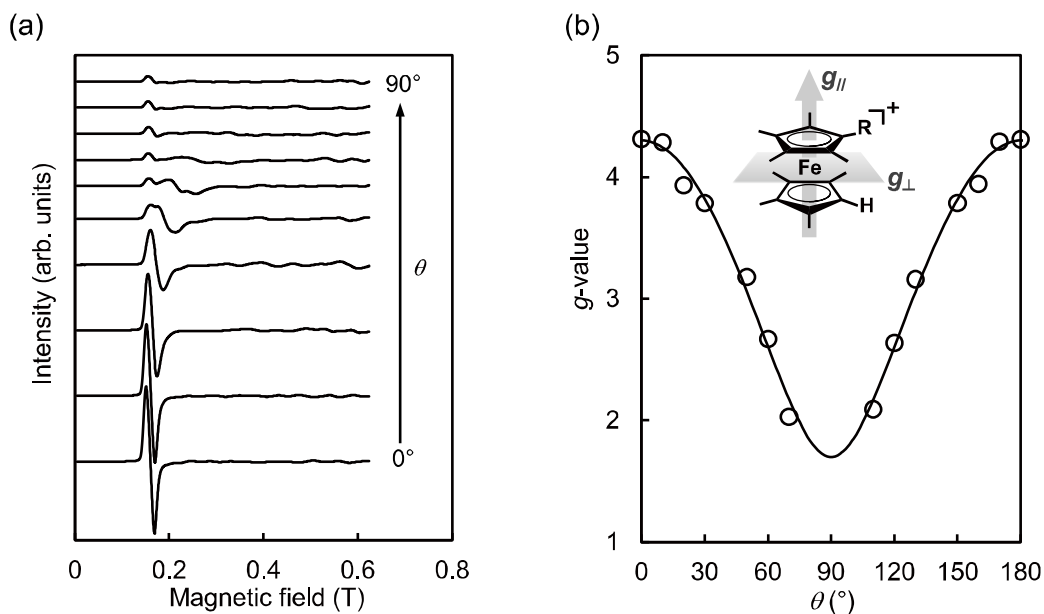 (a)
90°
θ
0°
Intensity (arb. units)
0
0.2
0.4
0.6
0.8
Magnetic field (T)
(b)
5
4
3
2
1
g-value
g//
R
+
Fe
g⊥
H
0
30
60
90
120
150
180
θ (°)